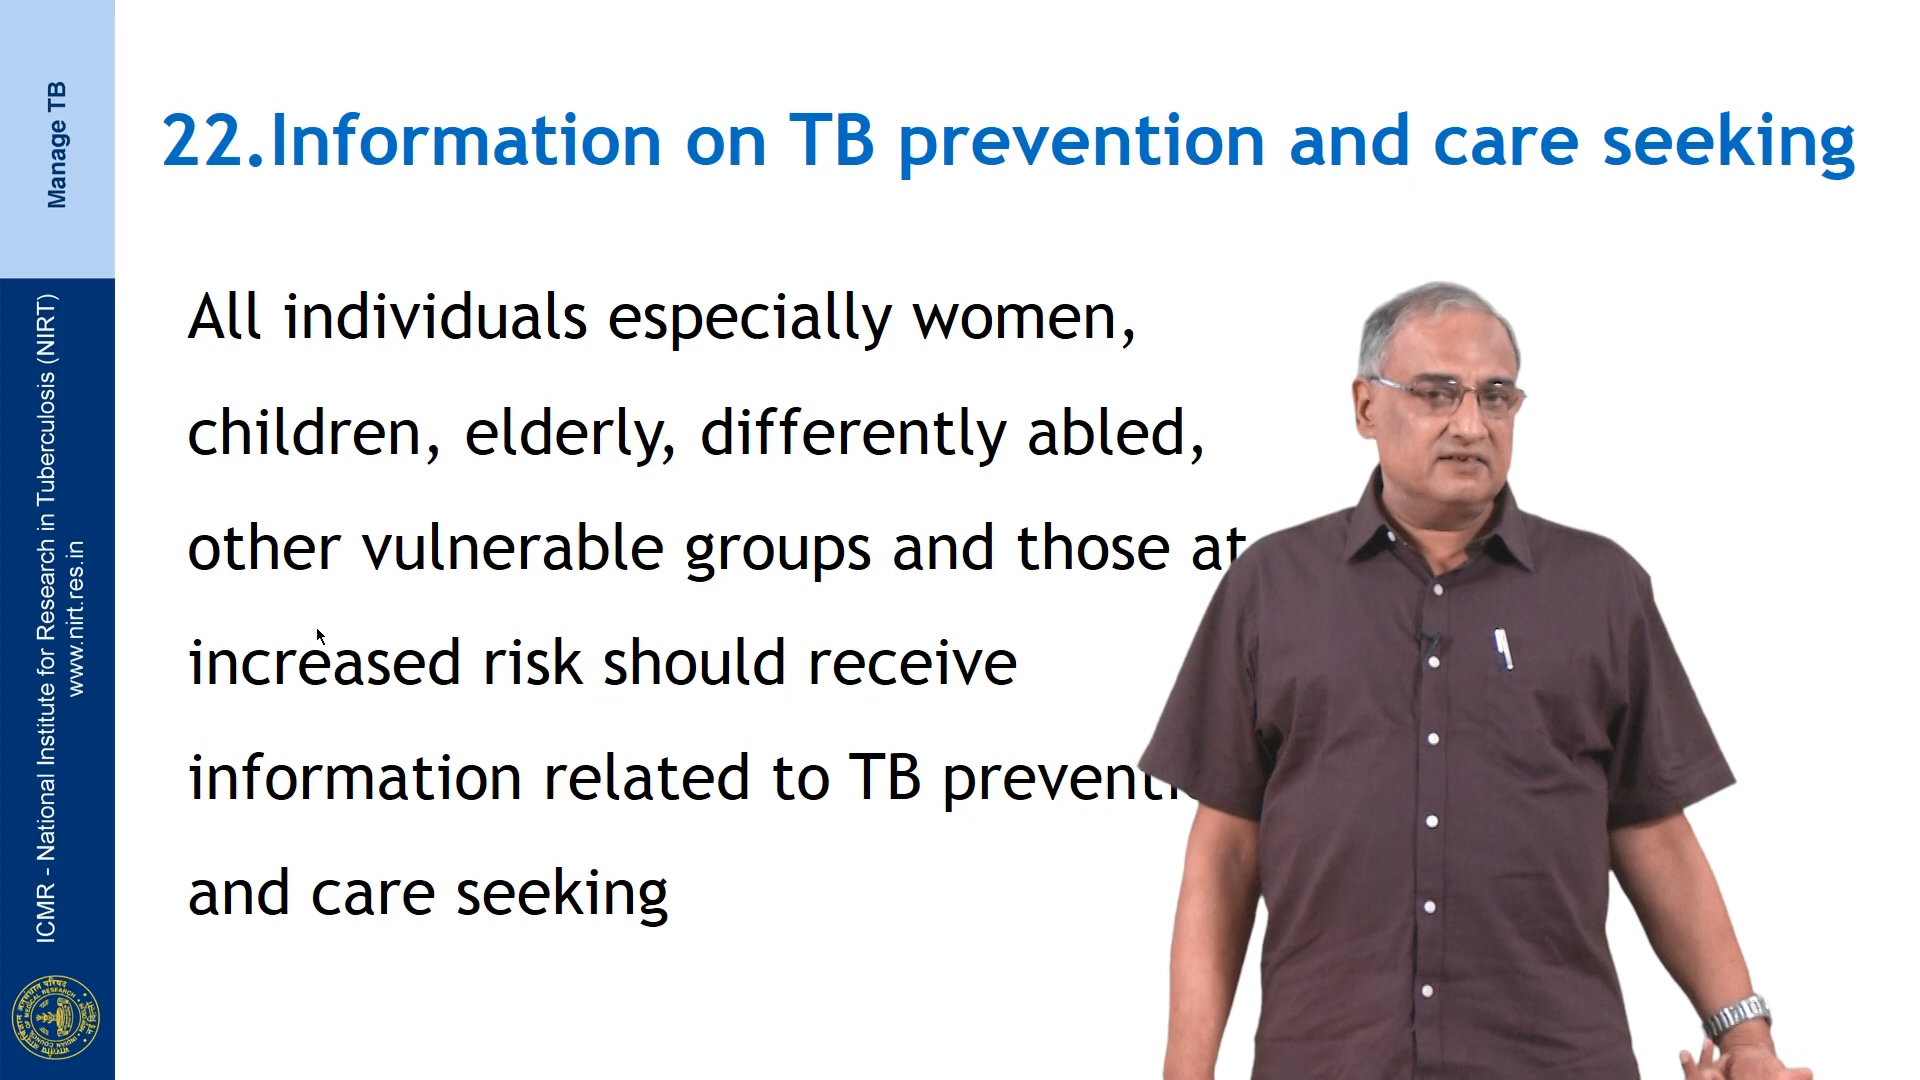 Manage TB
ICMR - National Institute for Research in Tuberculosis (NIRT)
www.nirt.res.in
22.Information on TB prevention and care seeking
All individuals especially women,
children, elderly, differently abled,
other vulnerable groups and those at
increased risk should receive
information related to TB
and care seeking